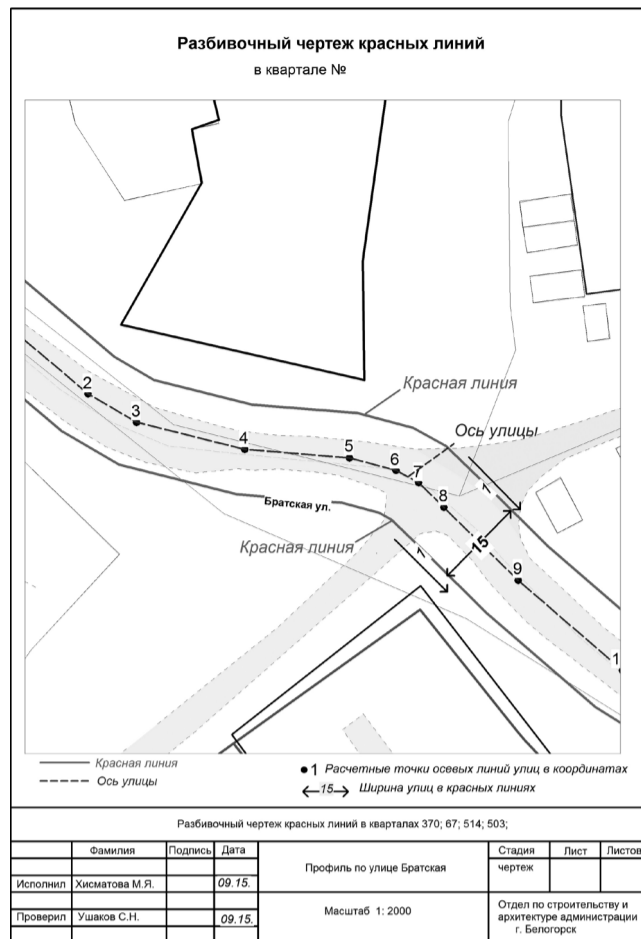 Разбивочный чертеж красных линий
в квартале №
2
3
4
5
6
7
8
9
1
Красная линия
Ось улицы
Братская ул.
Красная линия
1
1
15
Красная линия
Ось улицы
1 Расчетные точки осевых линий улиц в координатах
15 Ширина улиц в красных линиях
Разбивочный чертеж красных линий в кварталах 370; 67; 514; 503;
Фамилия Подпись Дата
Исполнил Хисматова М.Я. 09.15.
Проверил Ушаков С.Н. 09.15.
Профиль по улице Братская
Масштаб 1: 2000
Стадия Лист Листов
чертеж
Отдел по строительству и
архитектуре администрации
г. Белогорск